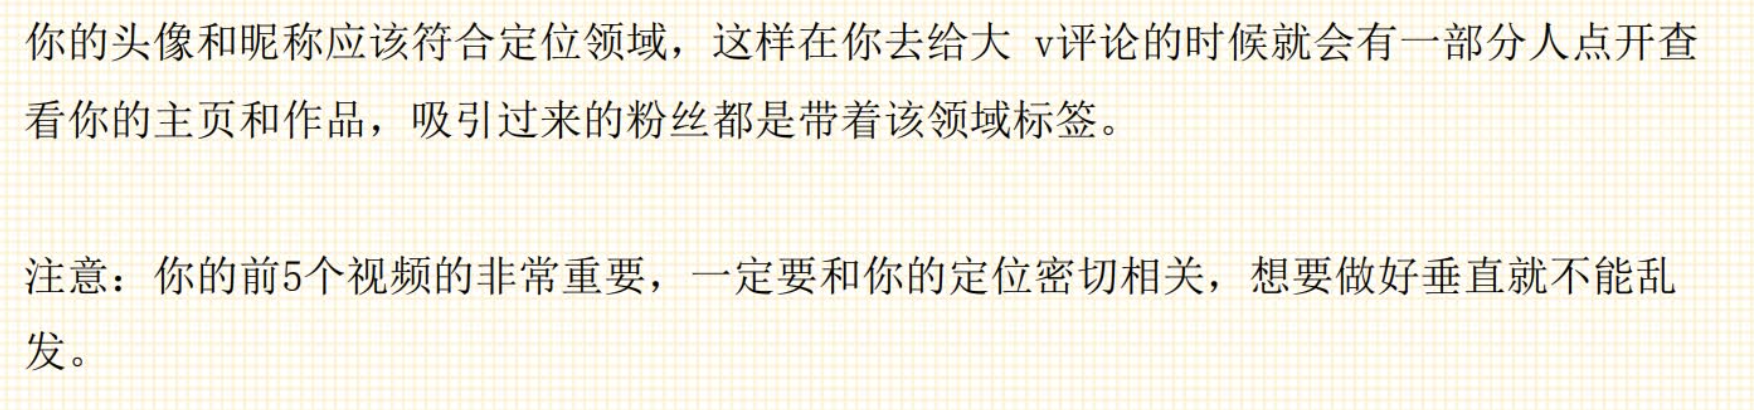 你的头像和昵称应该符合定位领域，这样在你去给大 v评论的时候就会有一部分人点开查
看你的主页和作品，吸引过来的粉丝都是带着该领域标签。
注意：你的前5个视频的非常重要，一定要和你的定位密切相关，想要做好垂直就不能乱
发。